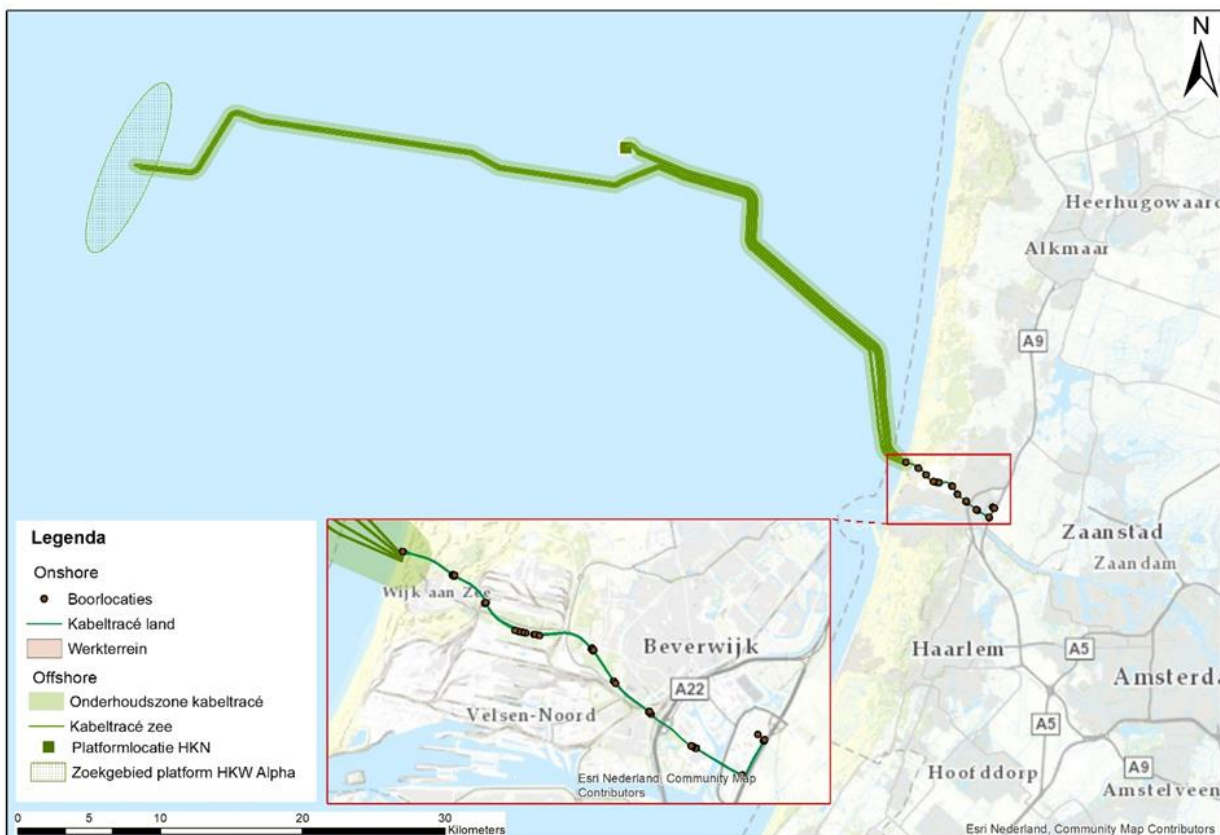 N
Heerhugowaard
Alkmaar
A9
Zaanstad
Zaandam
Haarlem
A5
Amsterda
A5
Hoofddorp
A9
Amstelveen
Wijk aan Zee
Beverwijk
A22
Velsen-Noord
Esri Nederland, Community Map
Contributors
Legenda
Onshore
Boorlocaties
Kabeltracé land
Werkterrein
Offshore
Onderhoudszone kabeltracé
Kabeltracé zee
Platformlocatie HKN
Zoekgebied platform HKW Alpha
0 5 10 20 30
Kilometers
Esri Nederland, Community Map Contributors